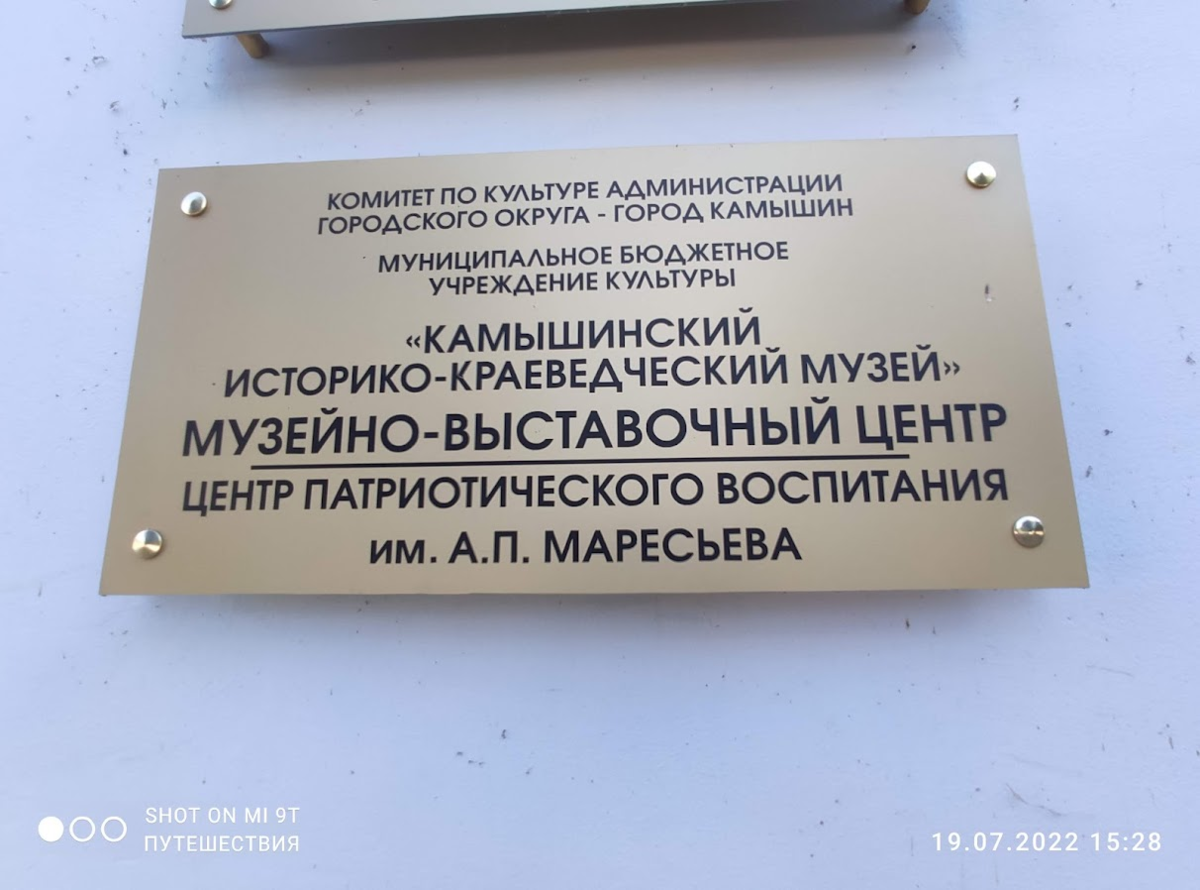 КОМИТЕТ ПО КУЛЬТУРЕ АДМИНИСТРАЦИИ
ГОРОДСКОГО ОКРУГА - ГОРОД КАМЫШИН
МУНИЦИПАЛЬНОЕ БЮДЖЕТНОЕ
УЧРЕЖДЕНИЕ КУЛЬТУРЫ
«КАМЫШИНСКИЙ
ИСТОРИКО-КРАЕВЕДЧЕСКИЙ МУЗЕЙ»
МУЗЕЙНО-ВЫСТАВОЧНЫЙ ЦЕНТР
ЦЕНТР ПАТРИОТИЧЕСКОГО ВОСПИТАНИЯ
им. А.П. МАРЕСЬЕВА
SHOT ON MI 9T
ПУТЕШЕСТВИЯ
19.07.2022 15:28